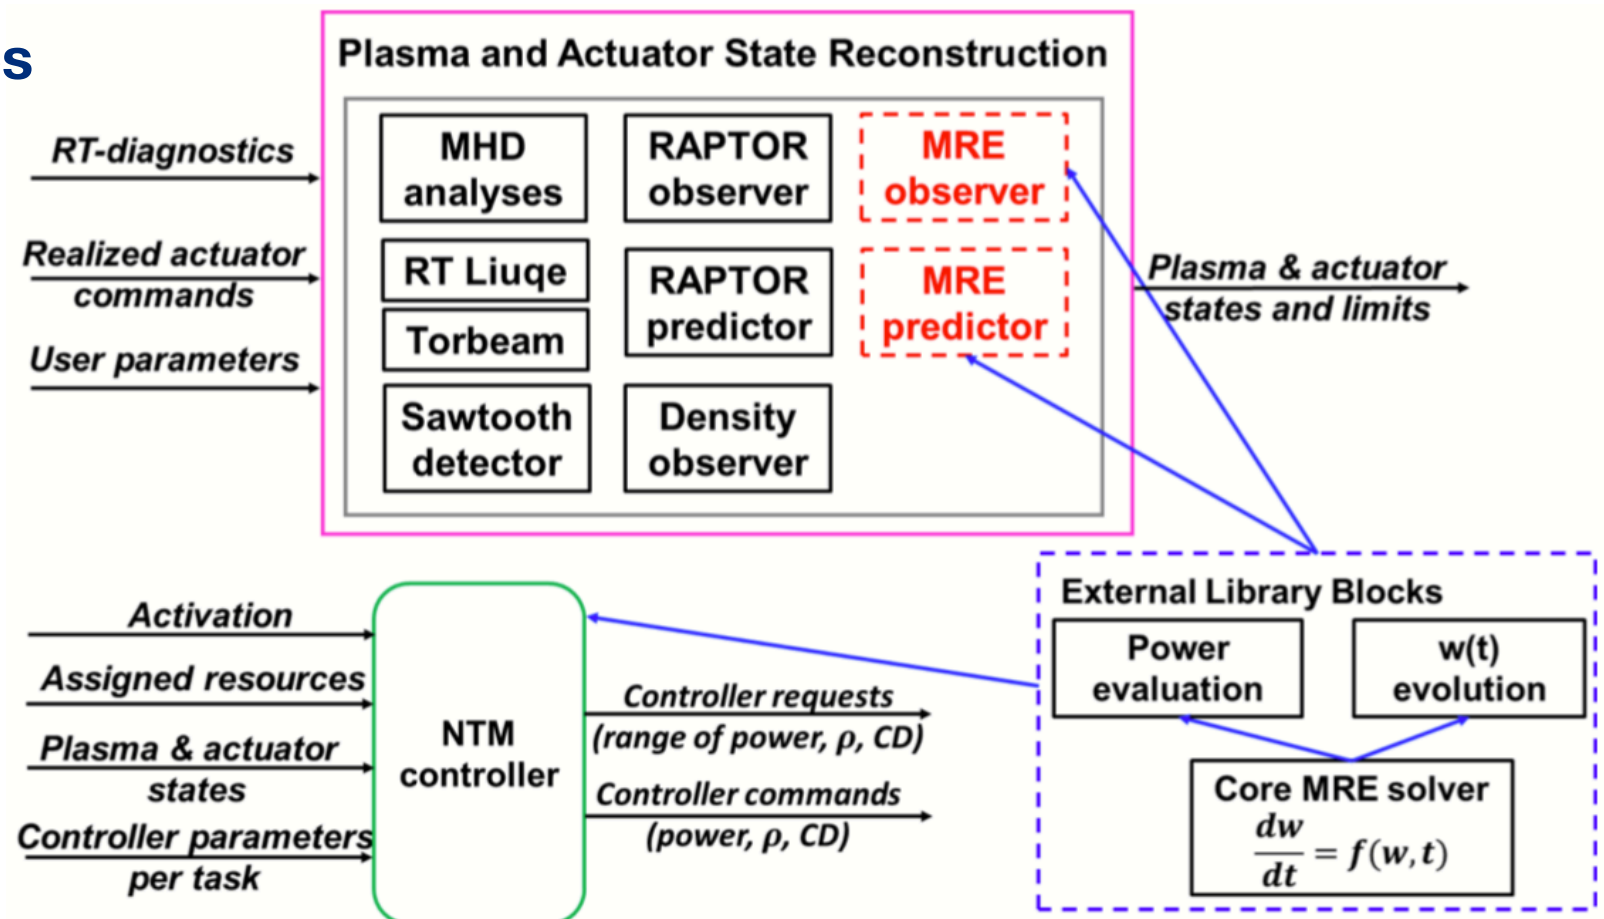 s
Plasma and Actuator State Reconstruction
RT-diagnostics
Realized actuator
commands
User parameters
MHD
analyses
RT Liuqe
Torbeam
Sawtooth
detector
RAPTOR
observer
RAPTOR
predictor
Density
observer
MRE
observer
MRE
predictor
Plasma & actuator
states and limits
Activation
Assigned resources
Plasma & actuator
states
Controller parameters
per task
NTM
controller
Controller requests
(range of power, ρ, CD)
Controller commands
(power, ρ, CD)
External Library Blocks
Power
evaluation
w(t)
evolution
Core MRE solver
dw/dt = f(w, t)